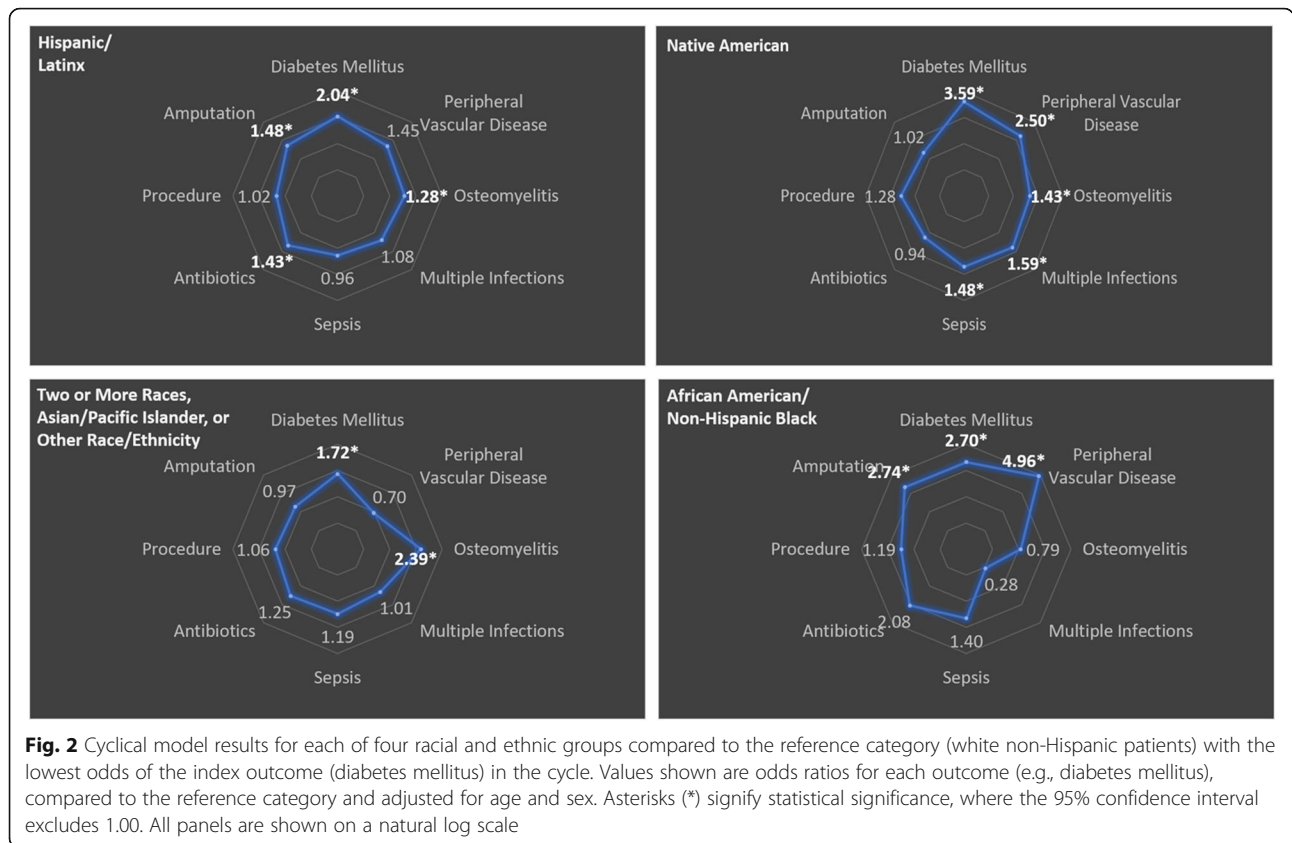 Hispanic/
Latinx
Diabetes Mellitus
2.04*
Peripheral
Vascular Disease
1.45
Amputation
1.48*
Procedure
1.02
1.28*
Osteomyelitis
1.43*
Antibiotics
0.96
1.08
Multiple Infections
Sepsis
Native American
Diabetes Mellitus
3.59*
Peripheral Vascular
Disease
2.50*
Amputation
1.02
Procedure
1.28
1.43*
Osteomyelitis
0.94
Antibiotics
1.48*
1.59*
Multiple Infections
Sepsis
Two or More Races,
Asian/Pacific Islander, or
Other Race/Ethnicity
Diabetes Mellitus
1.72*
Peripheral
Vascular Disease
0.70
Amputation
0.97
Procedure
1.06
2.39*
Osteomyelitis
1.25
Antibiotics
1.19
1.01
Multiple Infections
Sepsis
African American/
Non-Hispanic Black
Diabetes Mellitus
2.70*
4.96*
Peripheral
Vascular Disease
Amputation
2.74*
Procedure
1.19
0.79
Osteomyelitis
0.28
Antibiotics
2.08
1.40
Multiple Infections
Sepsis
Fig. 2 Cyclical model results for each of four racial and ethnic groups compared to the reference category (white non-Hispanic patients) with the
lowest odds of the index outcome (diabetes mellitus) in the cycle. Values shown are odds ratios for each outcome (e.g., diabetes mellitus),
compared to the reference category and adjusted for age and sex. Asterisks (*) signify statistical significance, where the 95% confidence interval
excludes 1.00. All panels are shown on a natural log scale